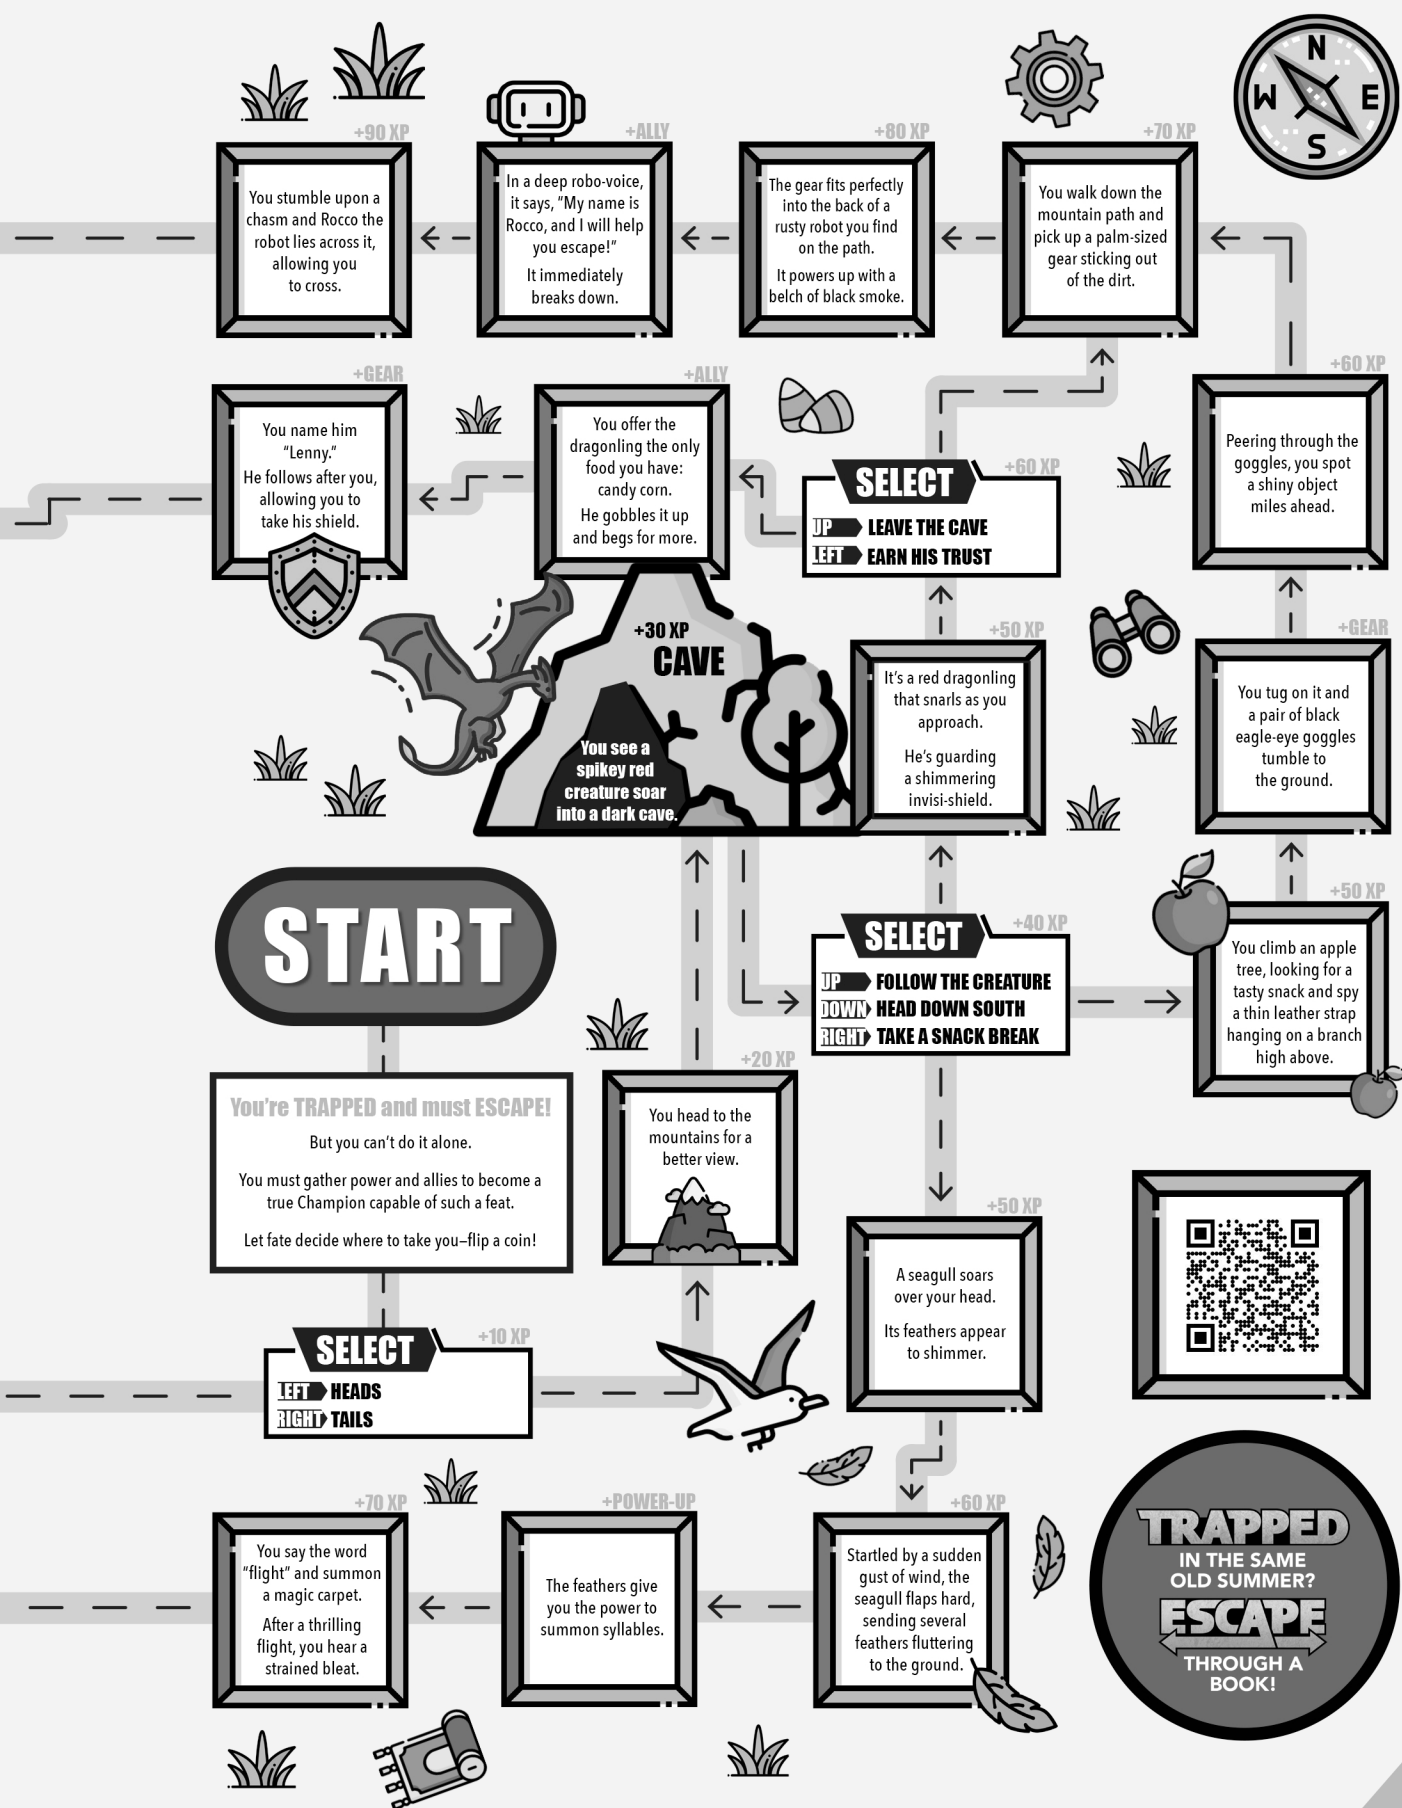 N
W
E
S
+90 XP
You stumble upon a
chasm and Rocco the
robot lies across it,
allowing you
to cross.
+ALLY
In a deep robo-voice,
it says, “My name is
Rocco, and I will help
you escape!”
It immediately
breaks down.
+80 XP
The gear fits perfectly
into the back of a
rusty robot you find
on the path.
It powers up with a
belch of black smoke.
+70 XP
You walk down the
mountain path and
pick up a palm-sized
gear sticking out
of the dirt.
+GEAR
You name him
“Lenny.”
He follows after you,
allowing you to
take his shield.
+ALLY
You offer the
dragonling the only
food you have:
candy corn.
He gobbles it up
and begs for more.
+60 XP
SELECT
UP LEAVE THE CAVE
LEFT EARN HIS TRUST
+60 XP
Peering through the
goggles, you spot
a shiny object
miles ahead.
+30 XP
CAVE
You see a
spikey red
creature soar
into a dark cave.
+50 XP
It’s a red dragonling
that snarls as you
approach.
He’s guarding
a shimmering
invisi-shield.
+GEAR
You tug on it and
a pair of black
eagle-eye goggles
tumble to
the ground.
START
+40 XP
SELECT
UP FOLLOW THE CREATURE
DOWN HEAD DOWN SOUTH
RIGHT TAKE A SNACK BREAK
+50 XP
You climb an apple
tree, looking for a
tasty snack and spy
a thin leather strap
hanging on a branch
high above.
You’re TRAPPED and must ESCAPE!
But you can’t do it alone.
You must gather power and allies to become a
true Champion capable of such a feat.
Let fate decide where to take you–flip a coin!
+20 XP
You head to the
mountains for a
better view.
+50 XP
A seagull soars
over your head.
Its feathers appear
to shimmer.
+10 XP
SELECT
LEFT HEADS
RIGHT TAILS
+70 XP
You say the word
“flight” and summon
a magic carpet.
After a thrilling
flight, you hear a
strained bleat.
+POWER-UP
The feathers give
you the power to
summon syllables.
+60 XP
Startled by a sudden
gust of wind, the
seagull flaps hard,
sending several
feathers fluttering
to the ground.
TRAPPED
IN THE SAME
OLD SUMMER?
ESCAPE
THROUGH A
BOOK!